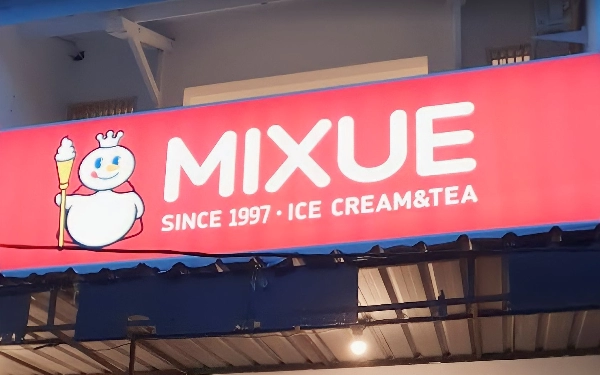 MIXUE
SINCE 1997 · ICE CREAM&TEA